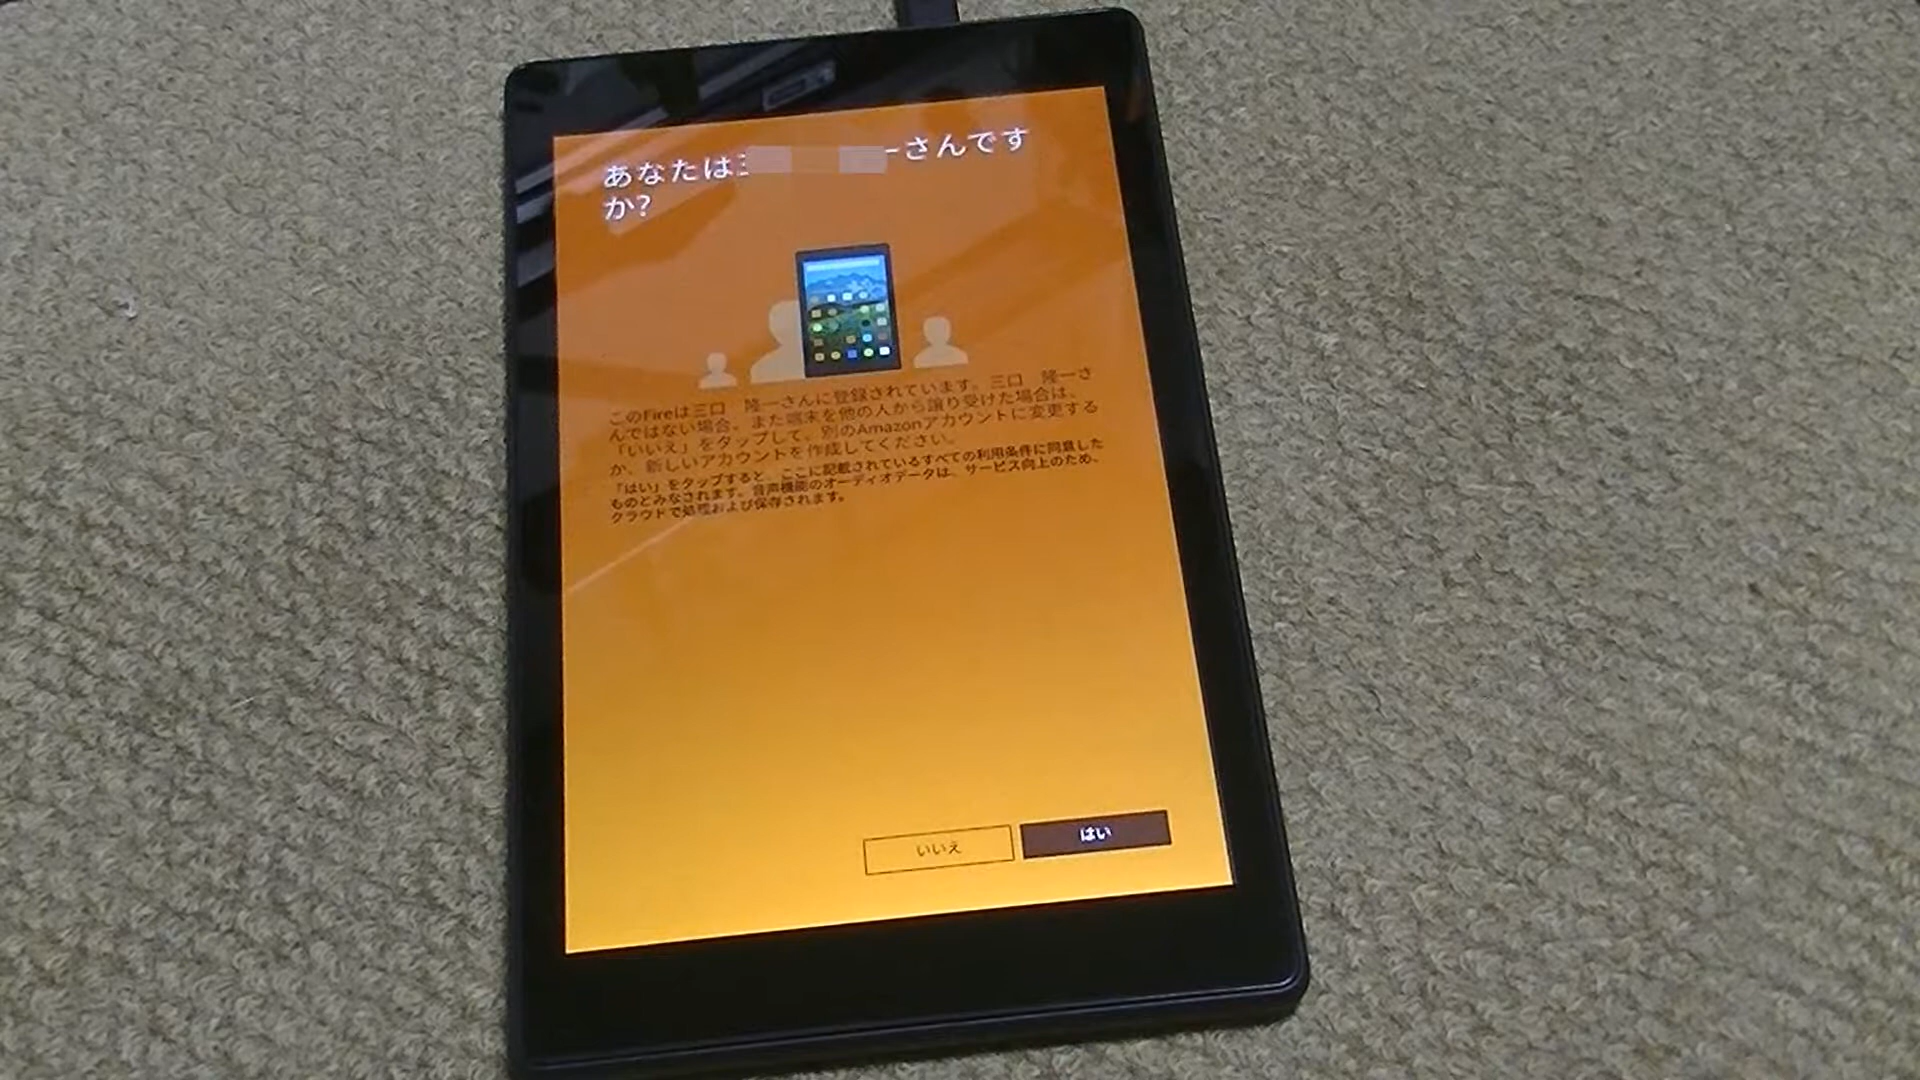 あなたは三 一さんです
か?
このFireは三口 隆一さんに登録されています。三口 隆一さ
んではない場合、また端末を他の人から譲り受けた場合は、
「いいえ」をタップして、別のAmazonアカウントに変更する
か、新しいアカウントを作成してください。
「はい」をタップすると、ここに記載されているすべての利用条件に同意した
ものとみなされます。音声機能のオーディオデータは、サービス向上のため、
クラウドで処理および保存されます。
いいえ
はい